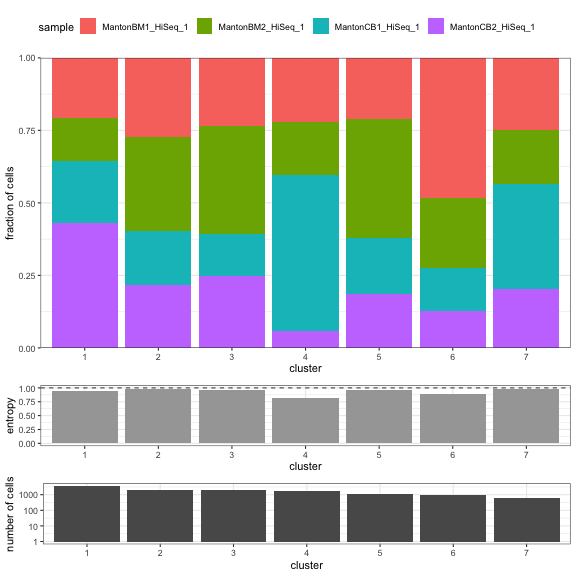 sample MantonBM1_HiSeq_1 MantonBM2_HiSeq_1 MantonCB1_HiSeq_1 MantonCB2_HiSeq_1
1.00
0.75
0.50
0.25
0.00
fraction of cells
1 2 3 4 5 6 7
cluster
1.00
0.75
0.50
0.25
0.00
entropy
1 2 3 4 5 6 7
cluster
1000
100
10
1
number of cells
1 2 3 4 5 6 7
cluster